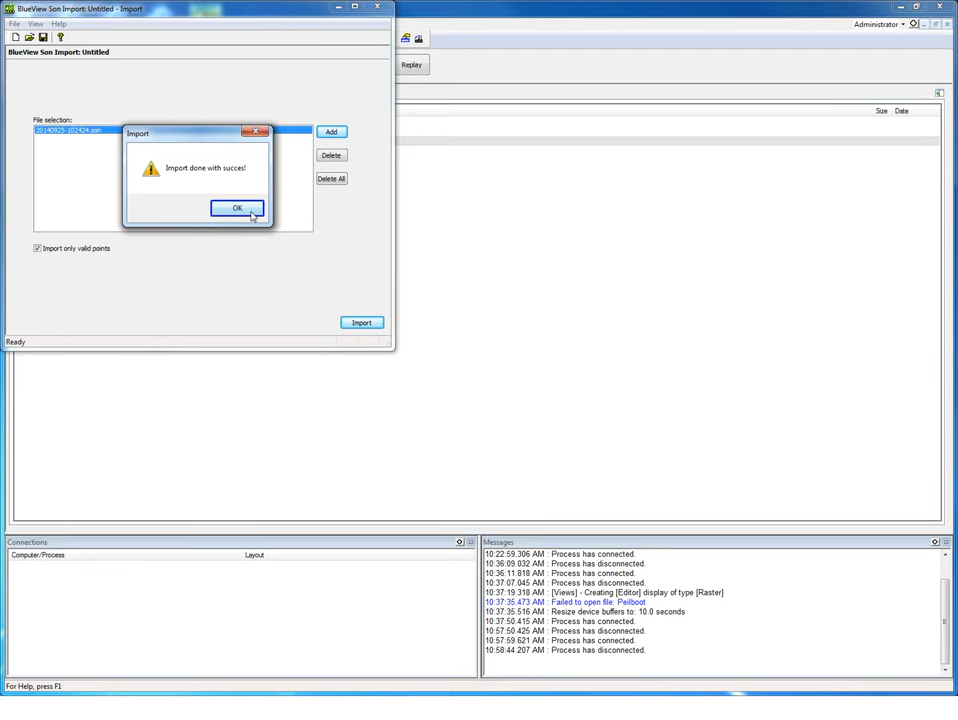 BlueView Son Import: Untitled - Import
File View Help
BlueView Son Import: Untitled
File selection:
20140925-102424.son
Add
Delete
Delete All
Import
Import done with succes!
OK
Import only valid points
Import
Ready
Administrator
Replay
Size Date
Connections
Computer/Process Layout
Messages
10:22:59.306 AM : Process has connected.
10:36:09.032 AM : Process has disconnected.
10:36:11.818 AM : Process has connected.
10:37:07.045 AM : Process has disconnected.
10:37:19.318 AM : [Views] - Creating [Editor] display of type [Raster]
10:37:35.473 AM : Failed to open file: Peilboot
10:37:35.516 AM : Resize device buffers to: 10.0 seconds
10:37:50.415 AM : Process has connected.
10:57:50.425 AM : Process has disconnected.
10:57:59.621 AM : Process has connected.
10:58:44.207 AM : Process has disconnected.
For Help, press F1